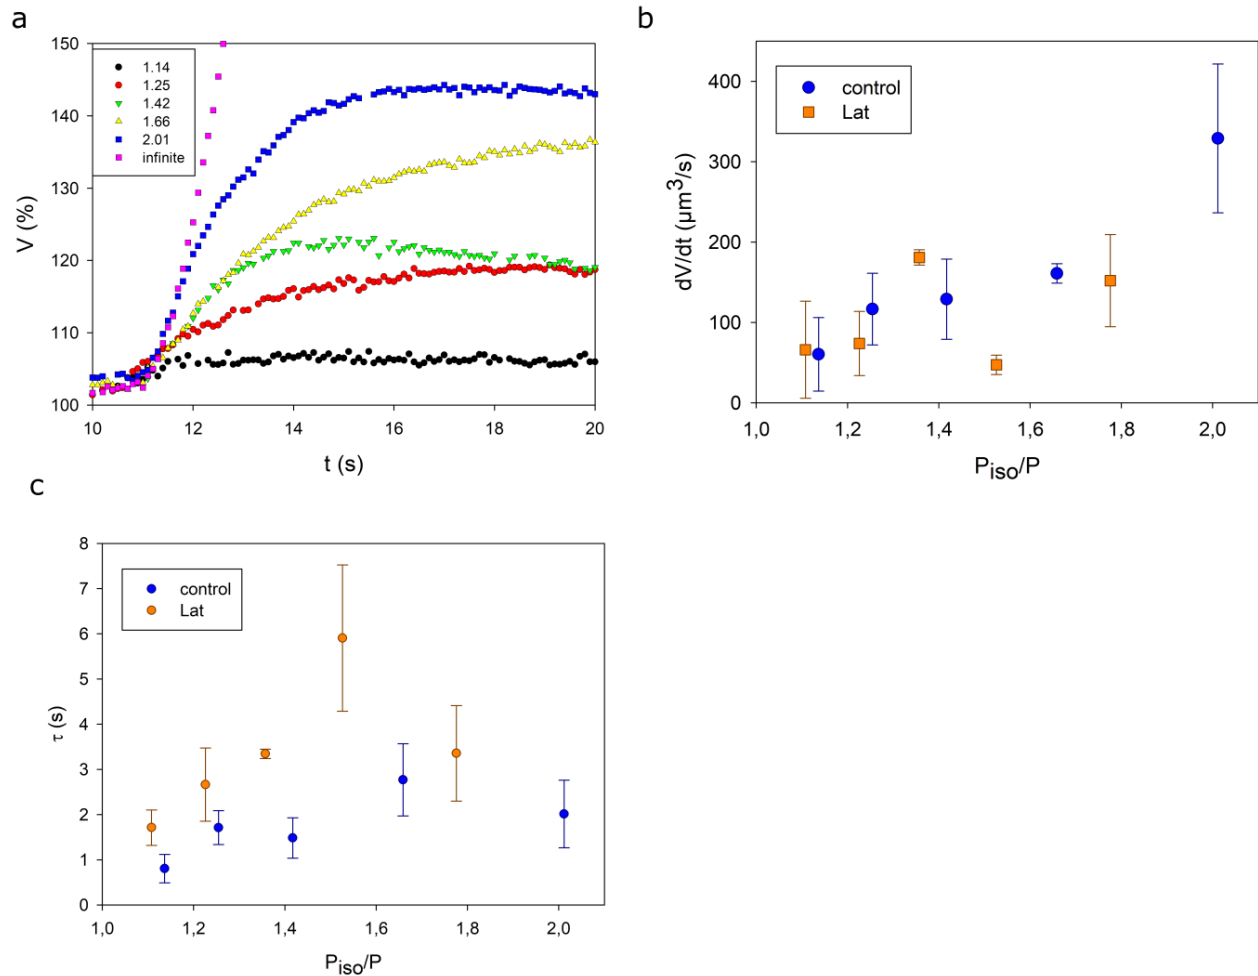 a
150
140
130
120
110
100
V (%)
1.14
1.25
1.42
1.66
2.01
infinite
10 12 14 16 18 20
t (s)
b
400
300
200
100
0
dV/dt (µm³/s)
control
Lat
1,0 1,2 1,4 1,6 1,8 2,0
Piso/P
c
8
7
6
5
4
3
2
1
0
τ (s)
control
Lat
1,0 1,2 1,4 1,6 1,8 2,0
Piso/P